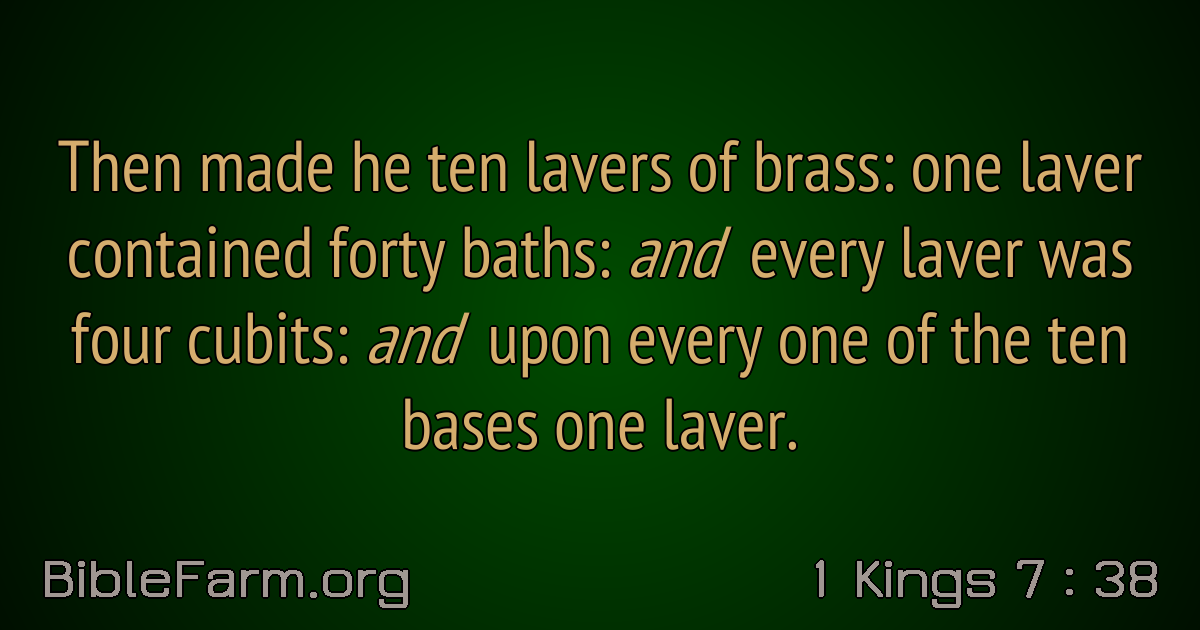 Then made he ten lavers of brass: one laver
contained forty baths: and every laver was
four cubits: and upon every one of the ten
bases one laver.
BibleFarm.org
1 Kings 7 : 38